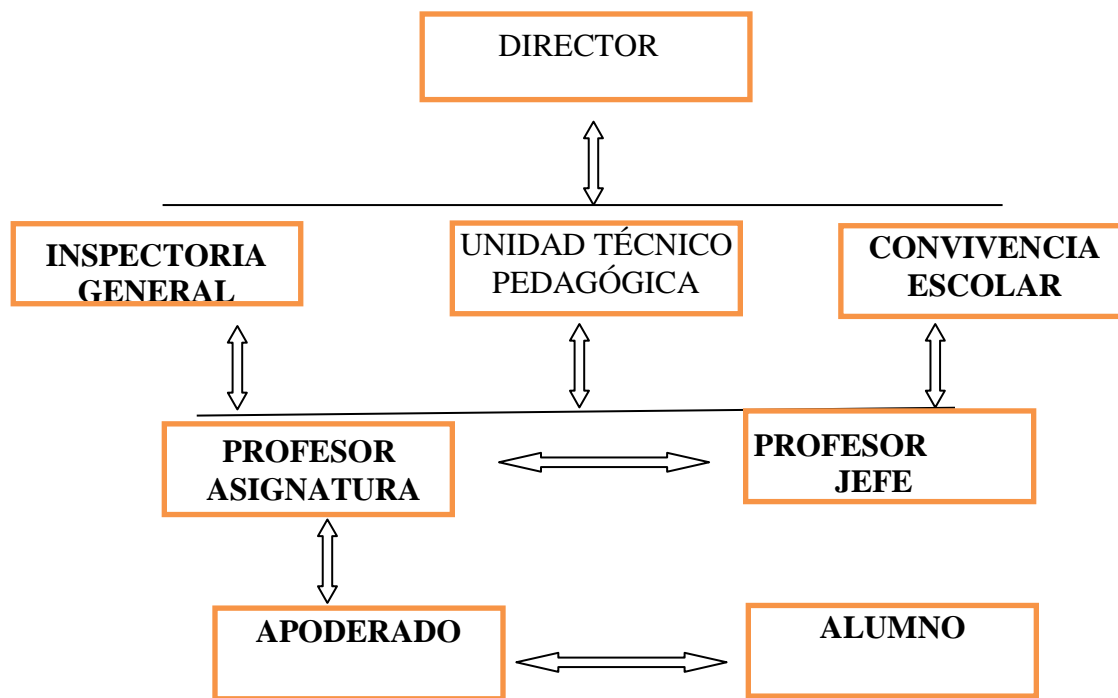 DIRECTOR
INSPECTORIA
GENERAL
UNIDAD TÉCNICO
PEDAGÓGICA
CONVIVENCIA
ESCOLAR
PROFESOR
ASIGNATURA
PROFESOR
JEFE
APODERADO
ALUMNO